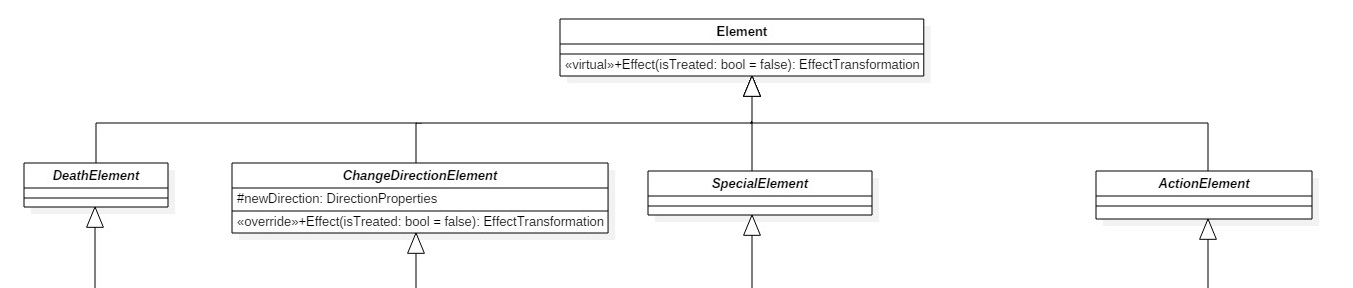 Element
«virtual»+Effect(isTreated: bool = false): EffectTransformation
DeathElement
ChangeDirectionElement
#newDirection: DirectionProperties
«override»+Effect(isTreated: bool = false): EffectTransformation
SpecialElement
ActionElement